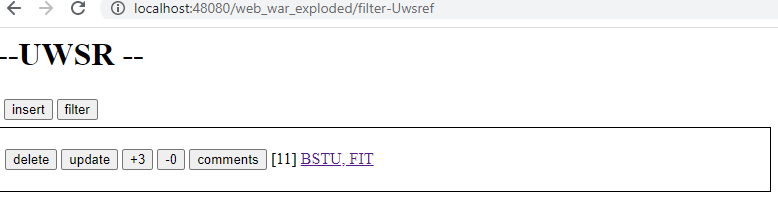 localhost:48080/web_war_exploded/filter-Uwsref
--UWSR --
insert filter
delete update +3 -0 comments [11] BSTU, FIT